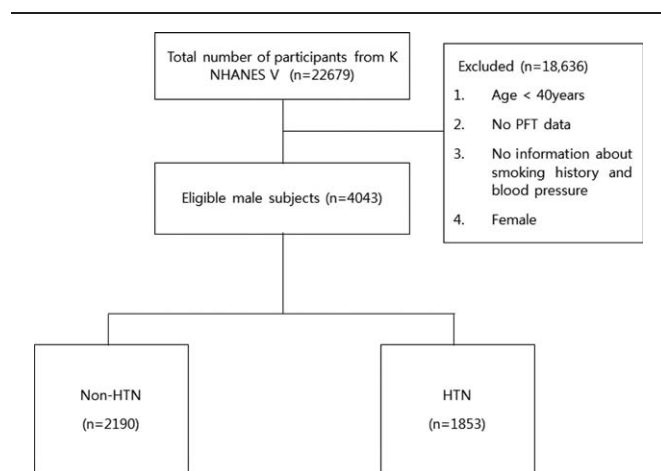 Total number of participants from K
NHANES V (n=22679)
Excluded (n=18,636)
1. Age < 40years
2. No PFT data
3. No information about
smoking history and
blood pressure
4. Female
Eligible male subjects (n=4043)
Non-HTN
(n=2190)
HTN
(n=1853)